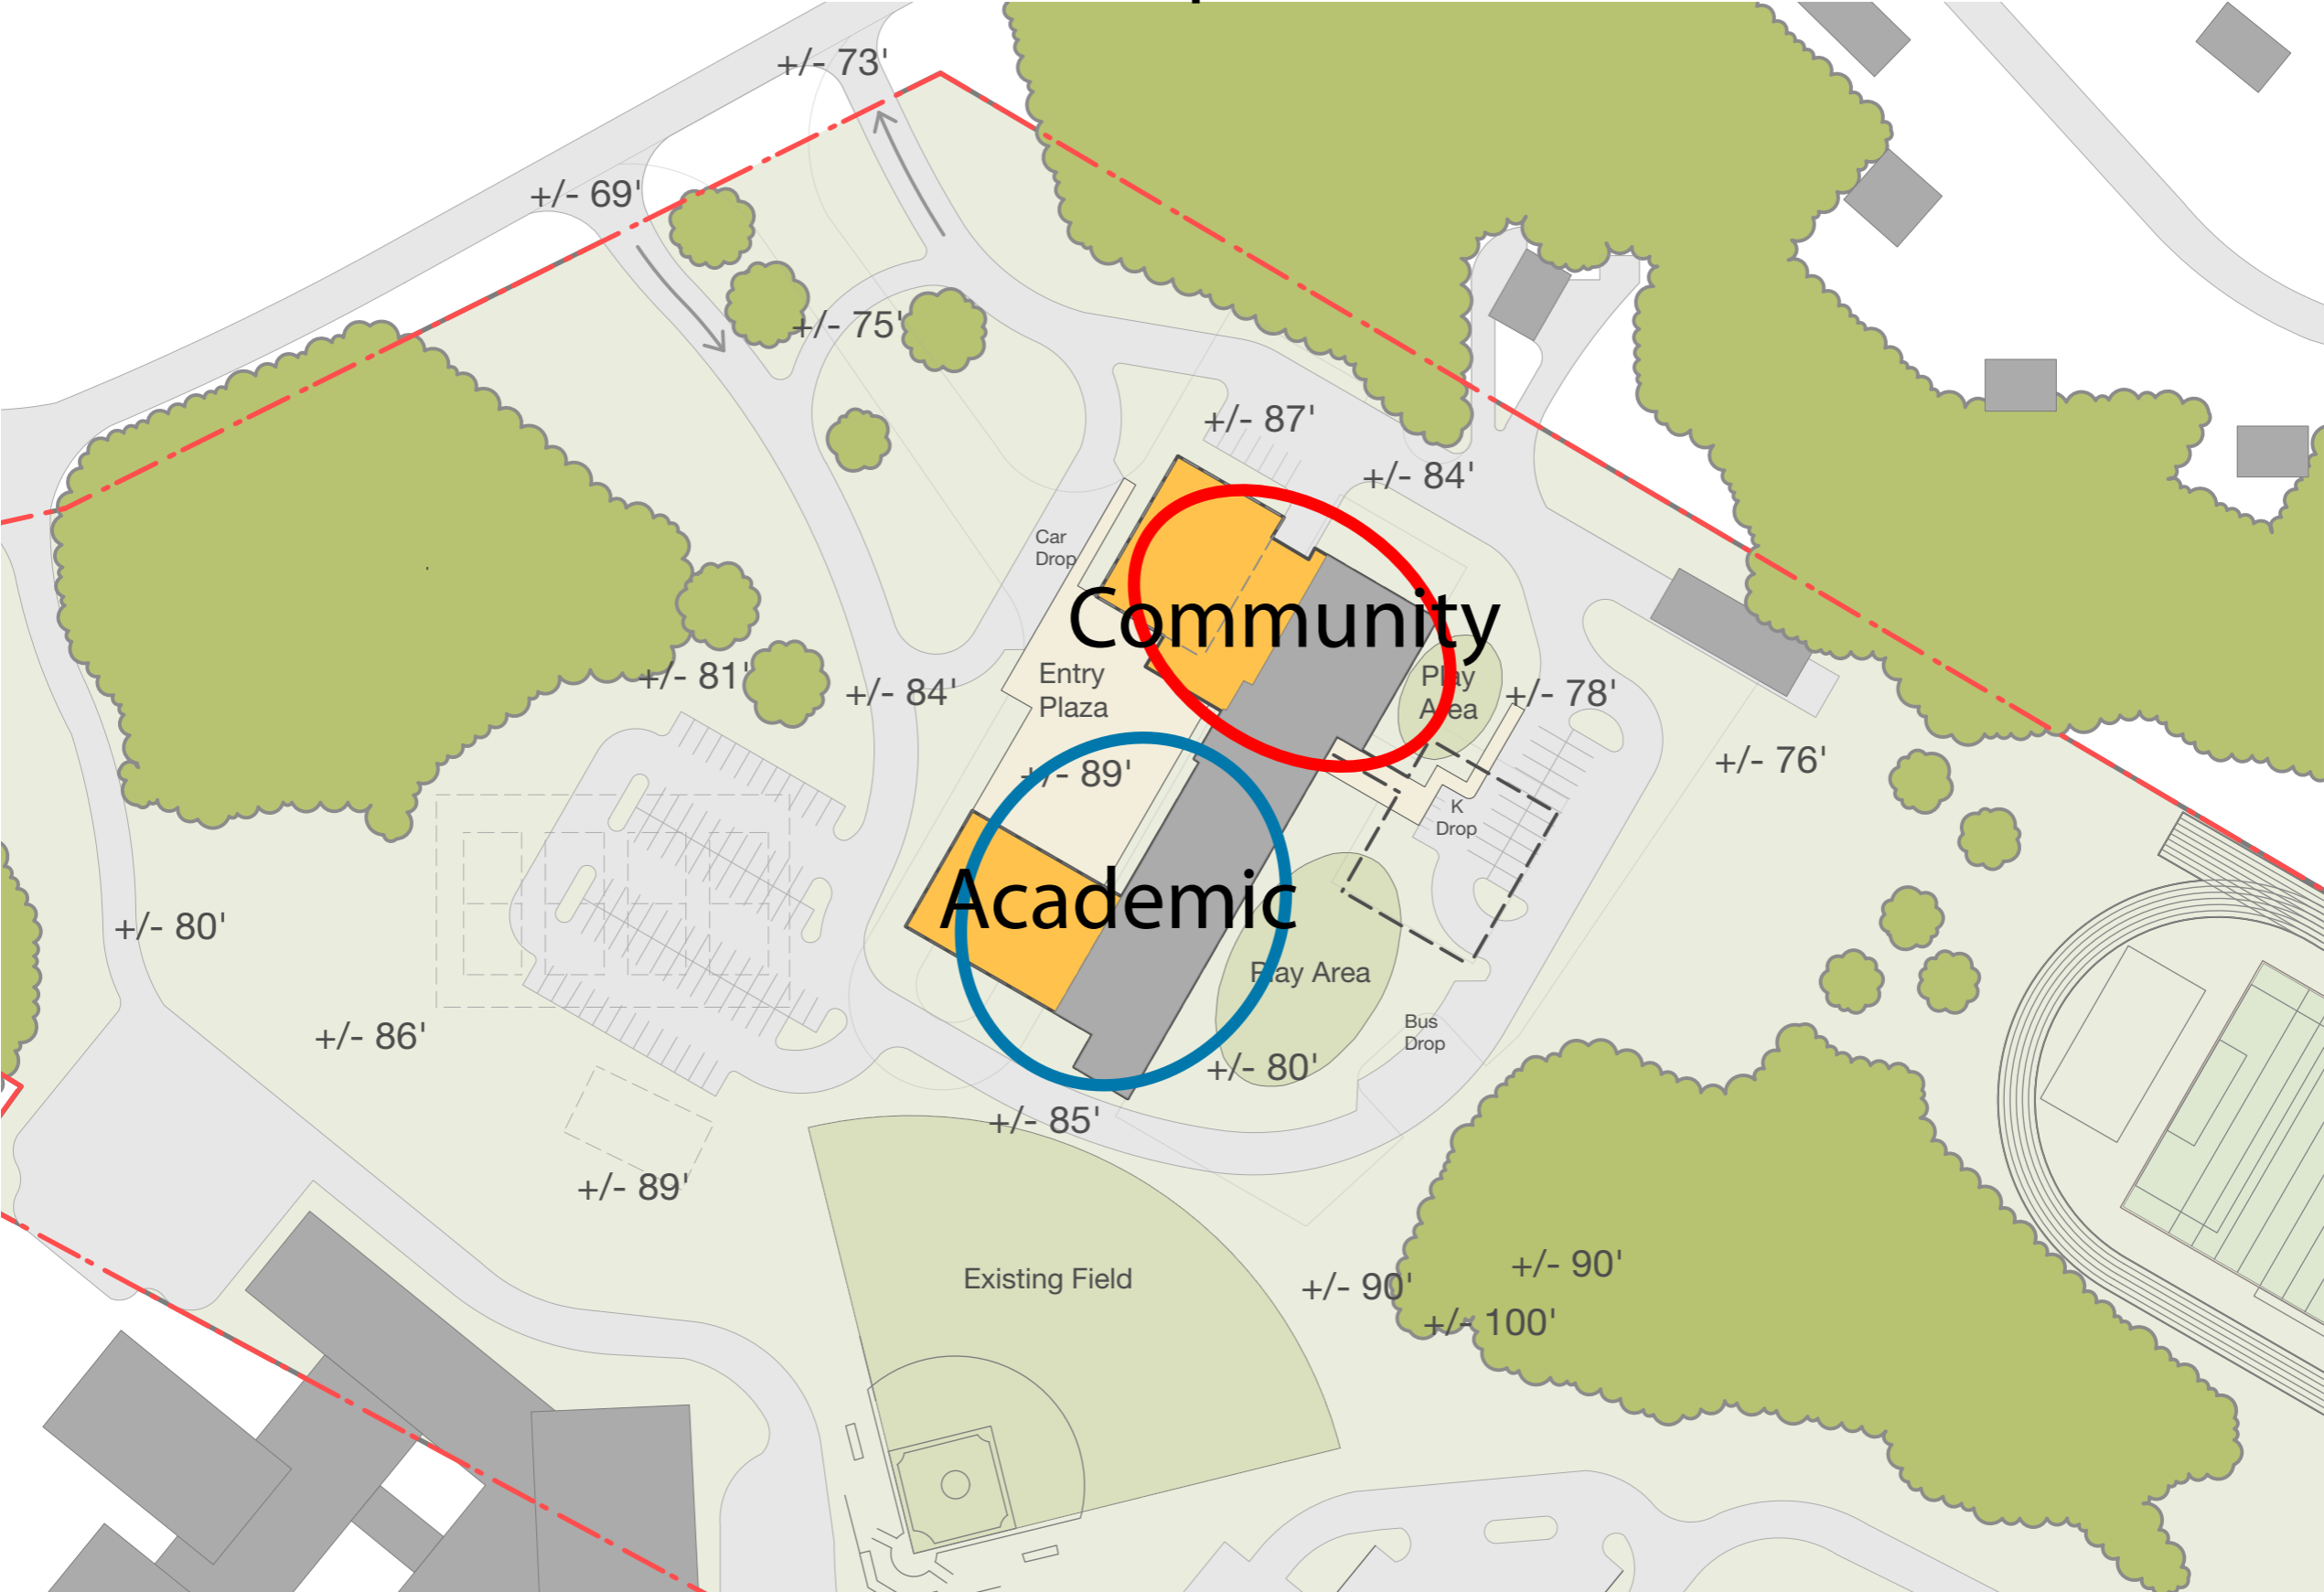 +/- 73'
+/- 69'
+/- 75'
+/- 87'
+/- 84'
Car
Drop
Community
Entry
Plaza
Play
Area
+/- 81'
+/- 84'
+/- 78'
+/- 76'
+/- 89'
K
Drop
Academic
+/- 80'
Play Area
+/- 86'
Bus
Drop
+/- 80'
+/- 85'
+/- 89'
Existing Field
+/- 90'
+/- 90'
+/- 100'